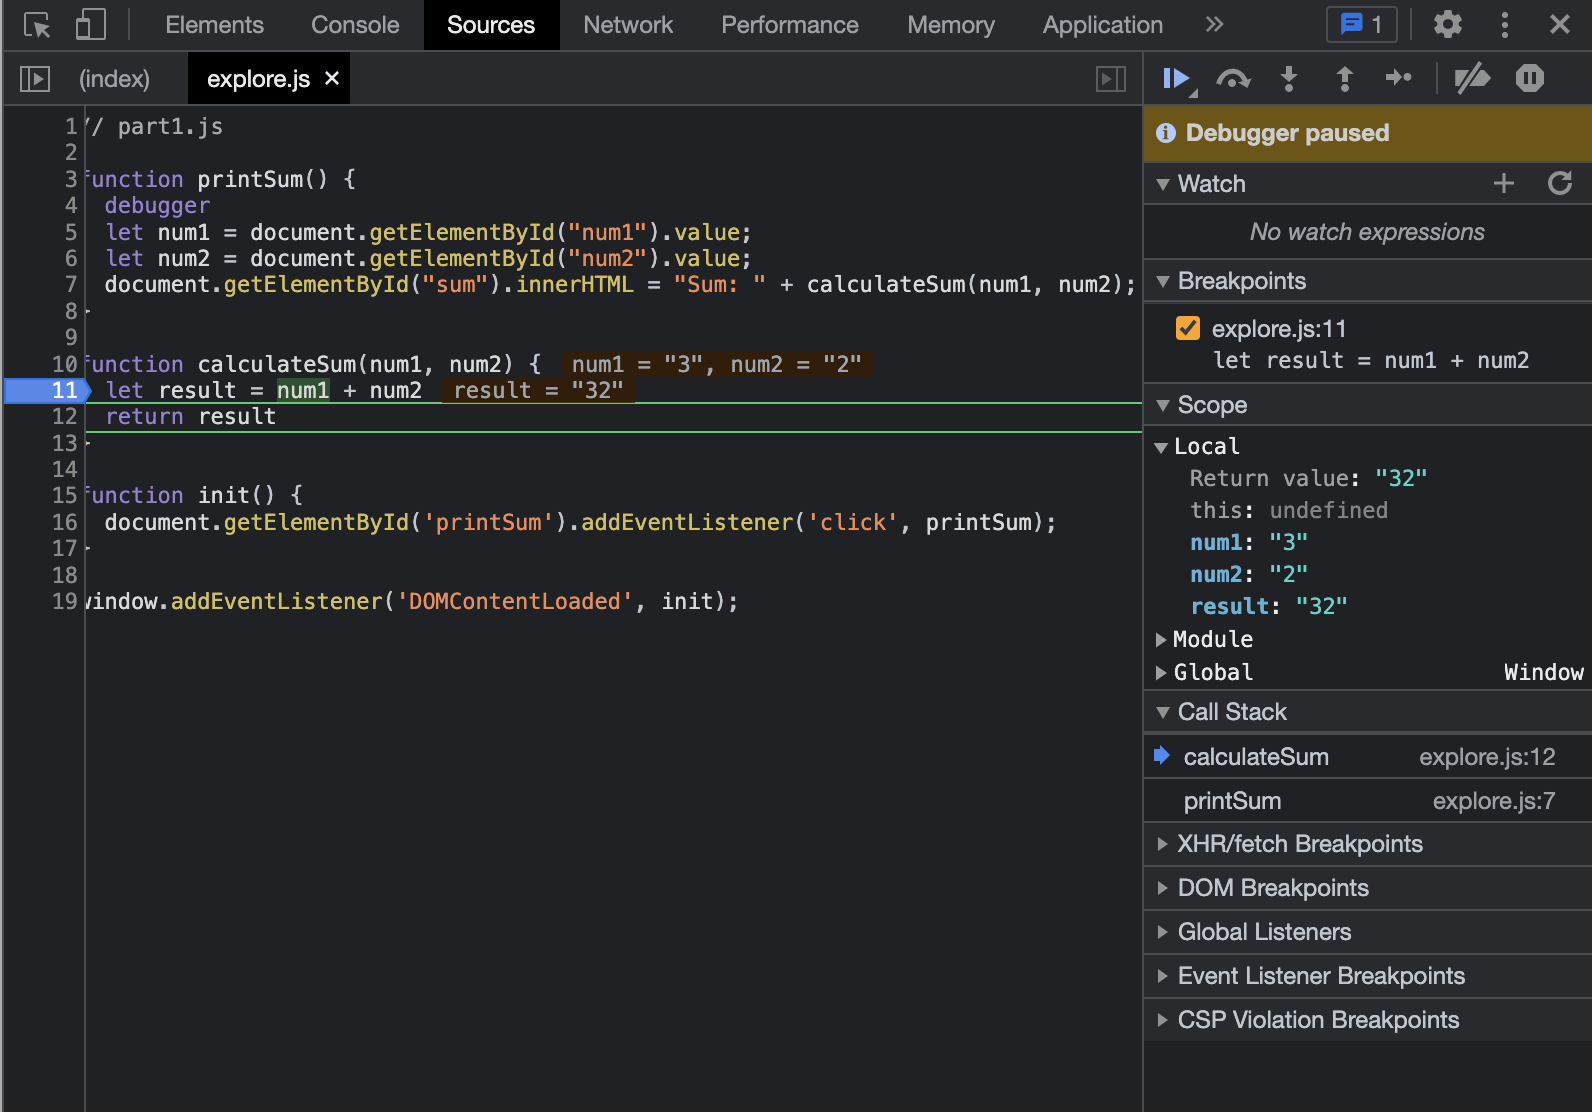 Elements Console Sources Network Performance Memory Application 1
(index) explore.js
1 // part1.js
2
3 function printSum() {
4 debugger
5 let num1 = document.getElementById("num1").value;
6 let num2 = document.getElementById("num2").value;
7 document.getElementById("sum").innerHTML = "Sum: " + calculateSum(num1, num2);
8 }
9
10 function calculateSum(num1, num2) { num1 = "3", num2 = "2"
11 let result = num1 + num2 result = "32"
12 return result
13 }
14
15 function init() {
16 document.getElementById('printSum').addEventListener('click', printSum);
17 }
18
19 window.addEventListener('DOMContentLoaded', init);
Debugger paused
Watch
No watch expressions
Breakpoints
explore.js:11
let result = num1 + num2
Scope
Local
Return value: "32"
this: undefined
num1: "3"
num2: "2"
result: "32"
Module
Global Window
Call Stack
calculateSum explore.js:12
printSum explore.js:7
XHR/fetch Breakpoints
DOM Breakpoints
Global Listeners
Event Listener Breakpoints
CSP Violation Breakpoints